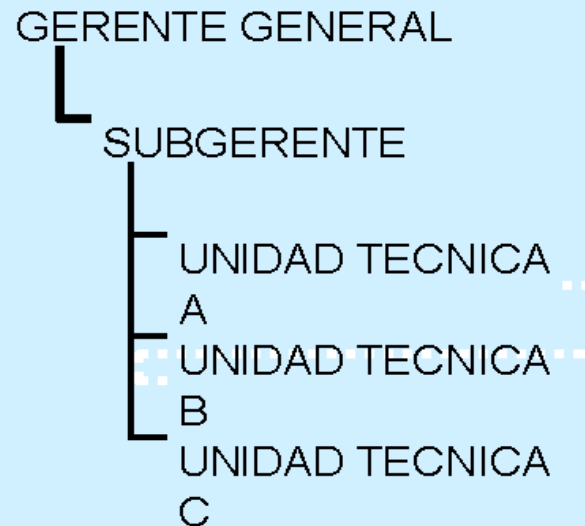 GERENTE GENERAL
SUBGERENTE
UNIDAD TECNICA
A
UNIDAD TECNICA
B
UNIDAD TECNICA
C